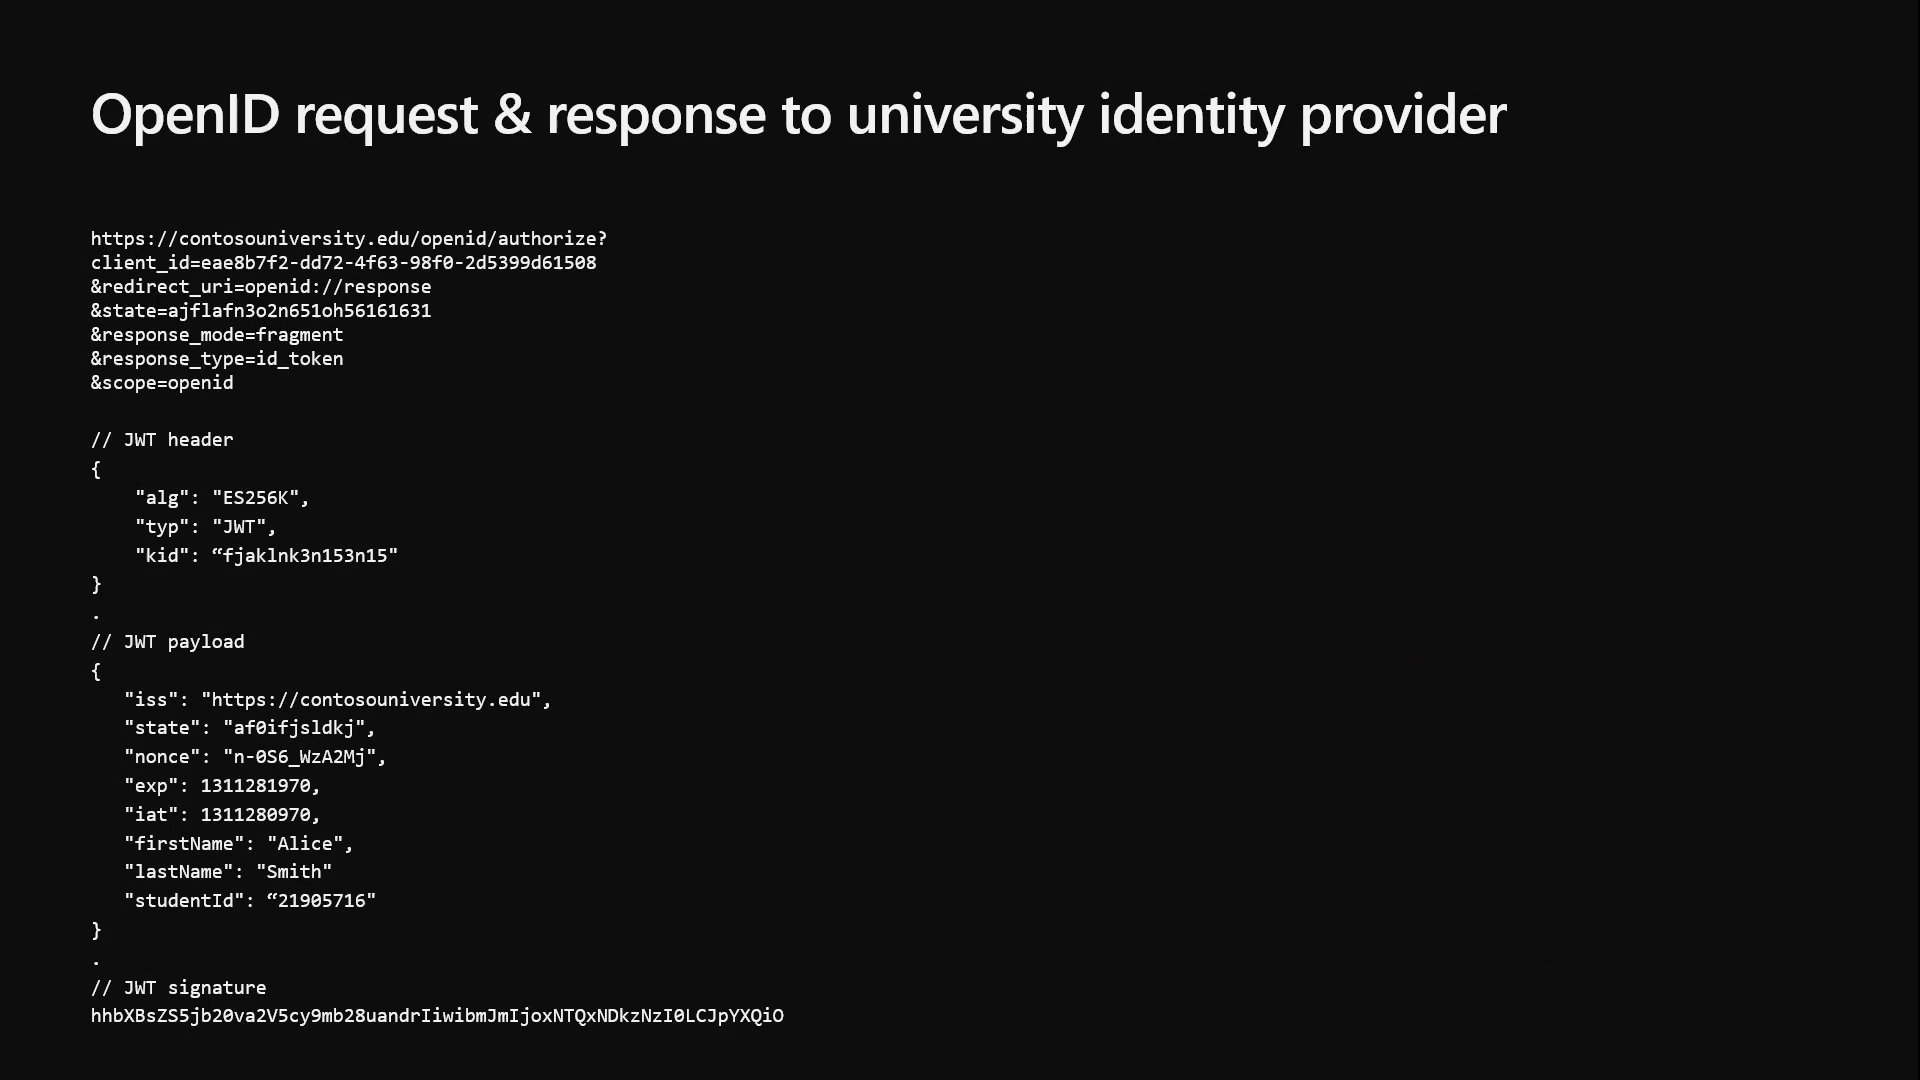 OpenID request & response to university identity provider
https://contosouniversity.edu/openid/authorize?
client_id=eae8b7f2-dd72-4f63-98f0-2d5399d61508
&redirect_uri=openid://response
&state=ajflafn3o2n651oh56161631
&response_mode=fragment
&response_type=id_token
&scope=openid
// JWT header
{
"alg": "ES256K",
"typ": "JWT",
"kid": “fjaklnk3n153n15"
}
.
// JWT payload
{
"iss": "https://contosouniversity.edu",
"state": "af0ifjsldkj",
"nonce": "n-0S6_WzA2Mj",
"exp": 1311281970,
"iat": 1311280970,
"firstName": "Alice",
"lastName": "Smith"
"studentId": “21905716"
}
.
// JWT signature
hhbXBsZS5jb20va2V5cy9mb28uandrIiwibmJmIjoxNTQxNDkzNzI0LCJpYXQiO